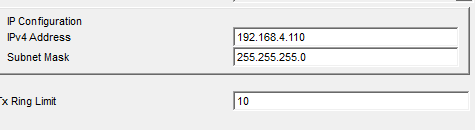 IP Configuration
IPv4 Address 192.168.4.110
Subnet Mask 255.255.255.0
Tx Ring Limit 10